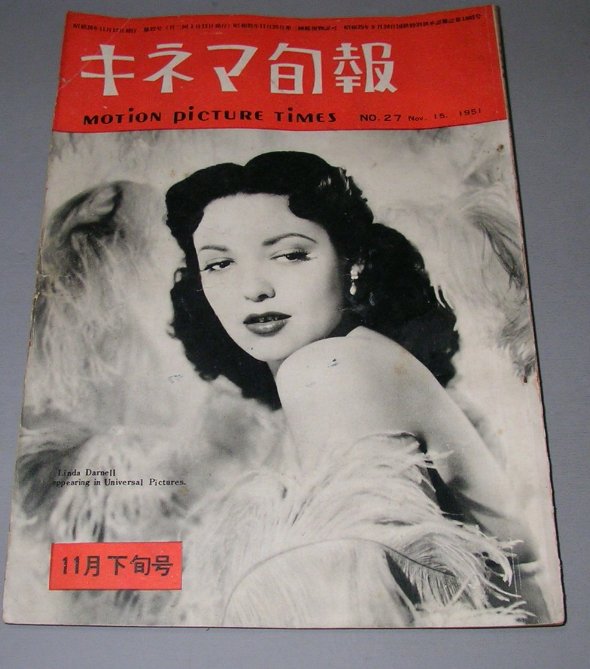 キネマ旬報
MOTION PICTURE TIMES NO. 27 Nov. 15. 1951
Linda Darnell
appearing in Universal Pictures.
11月下旬号